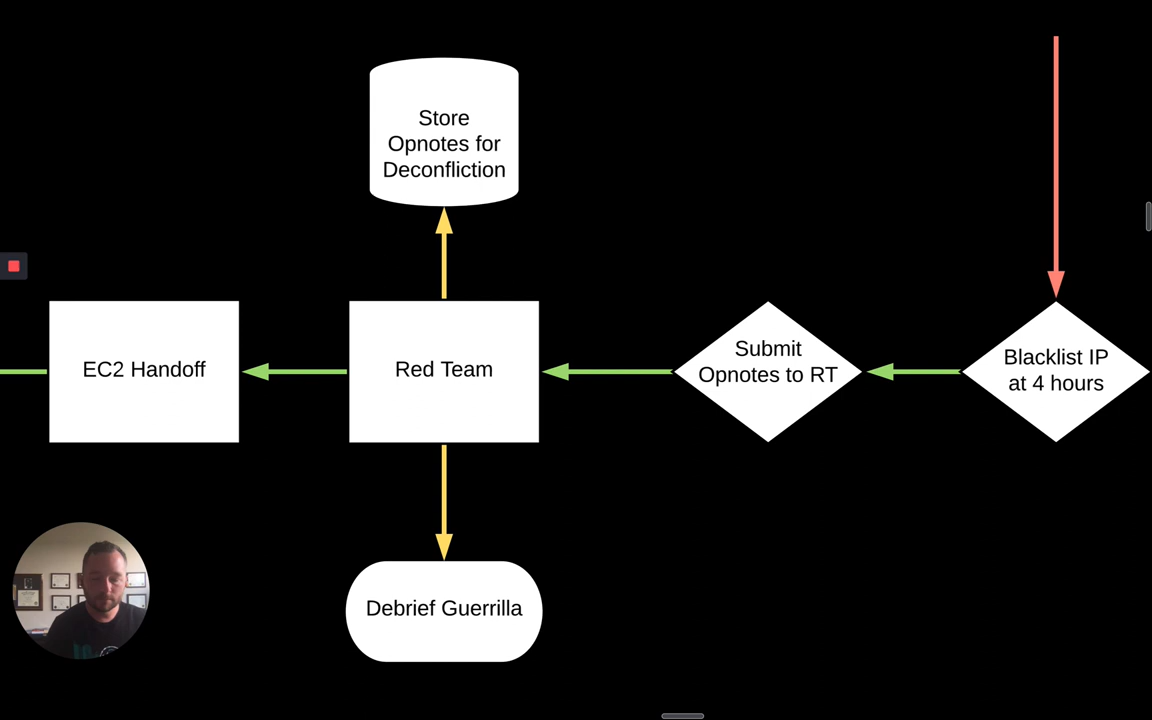 Store
Opnotes for
Deconfliction
EC2 Handoff
Red Team
Submit
Opnotes to RT
Blacklist IP
at 4 hours
Debrief Guerrilla